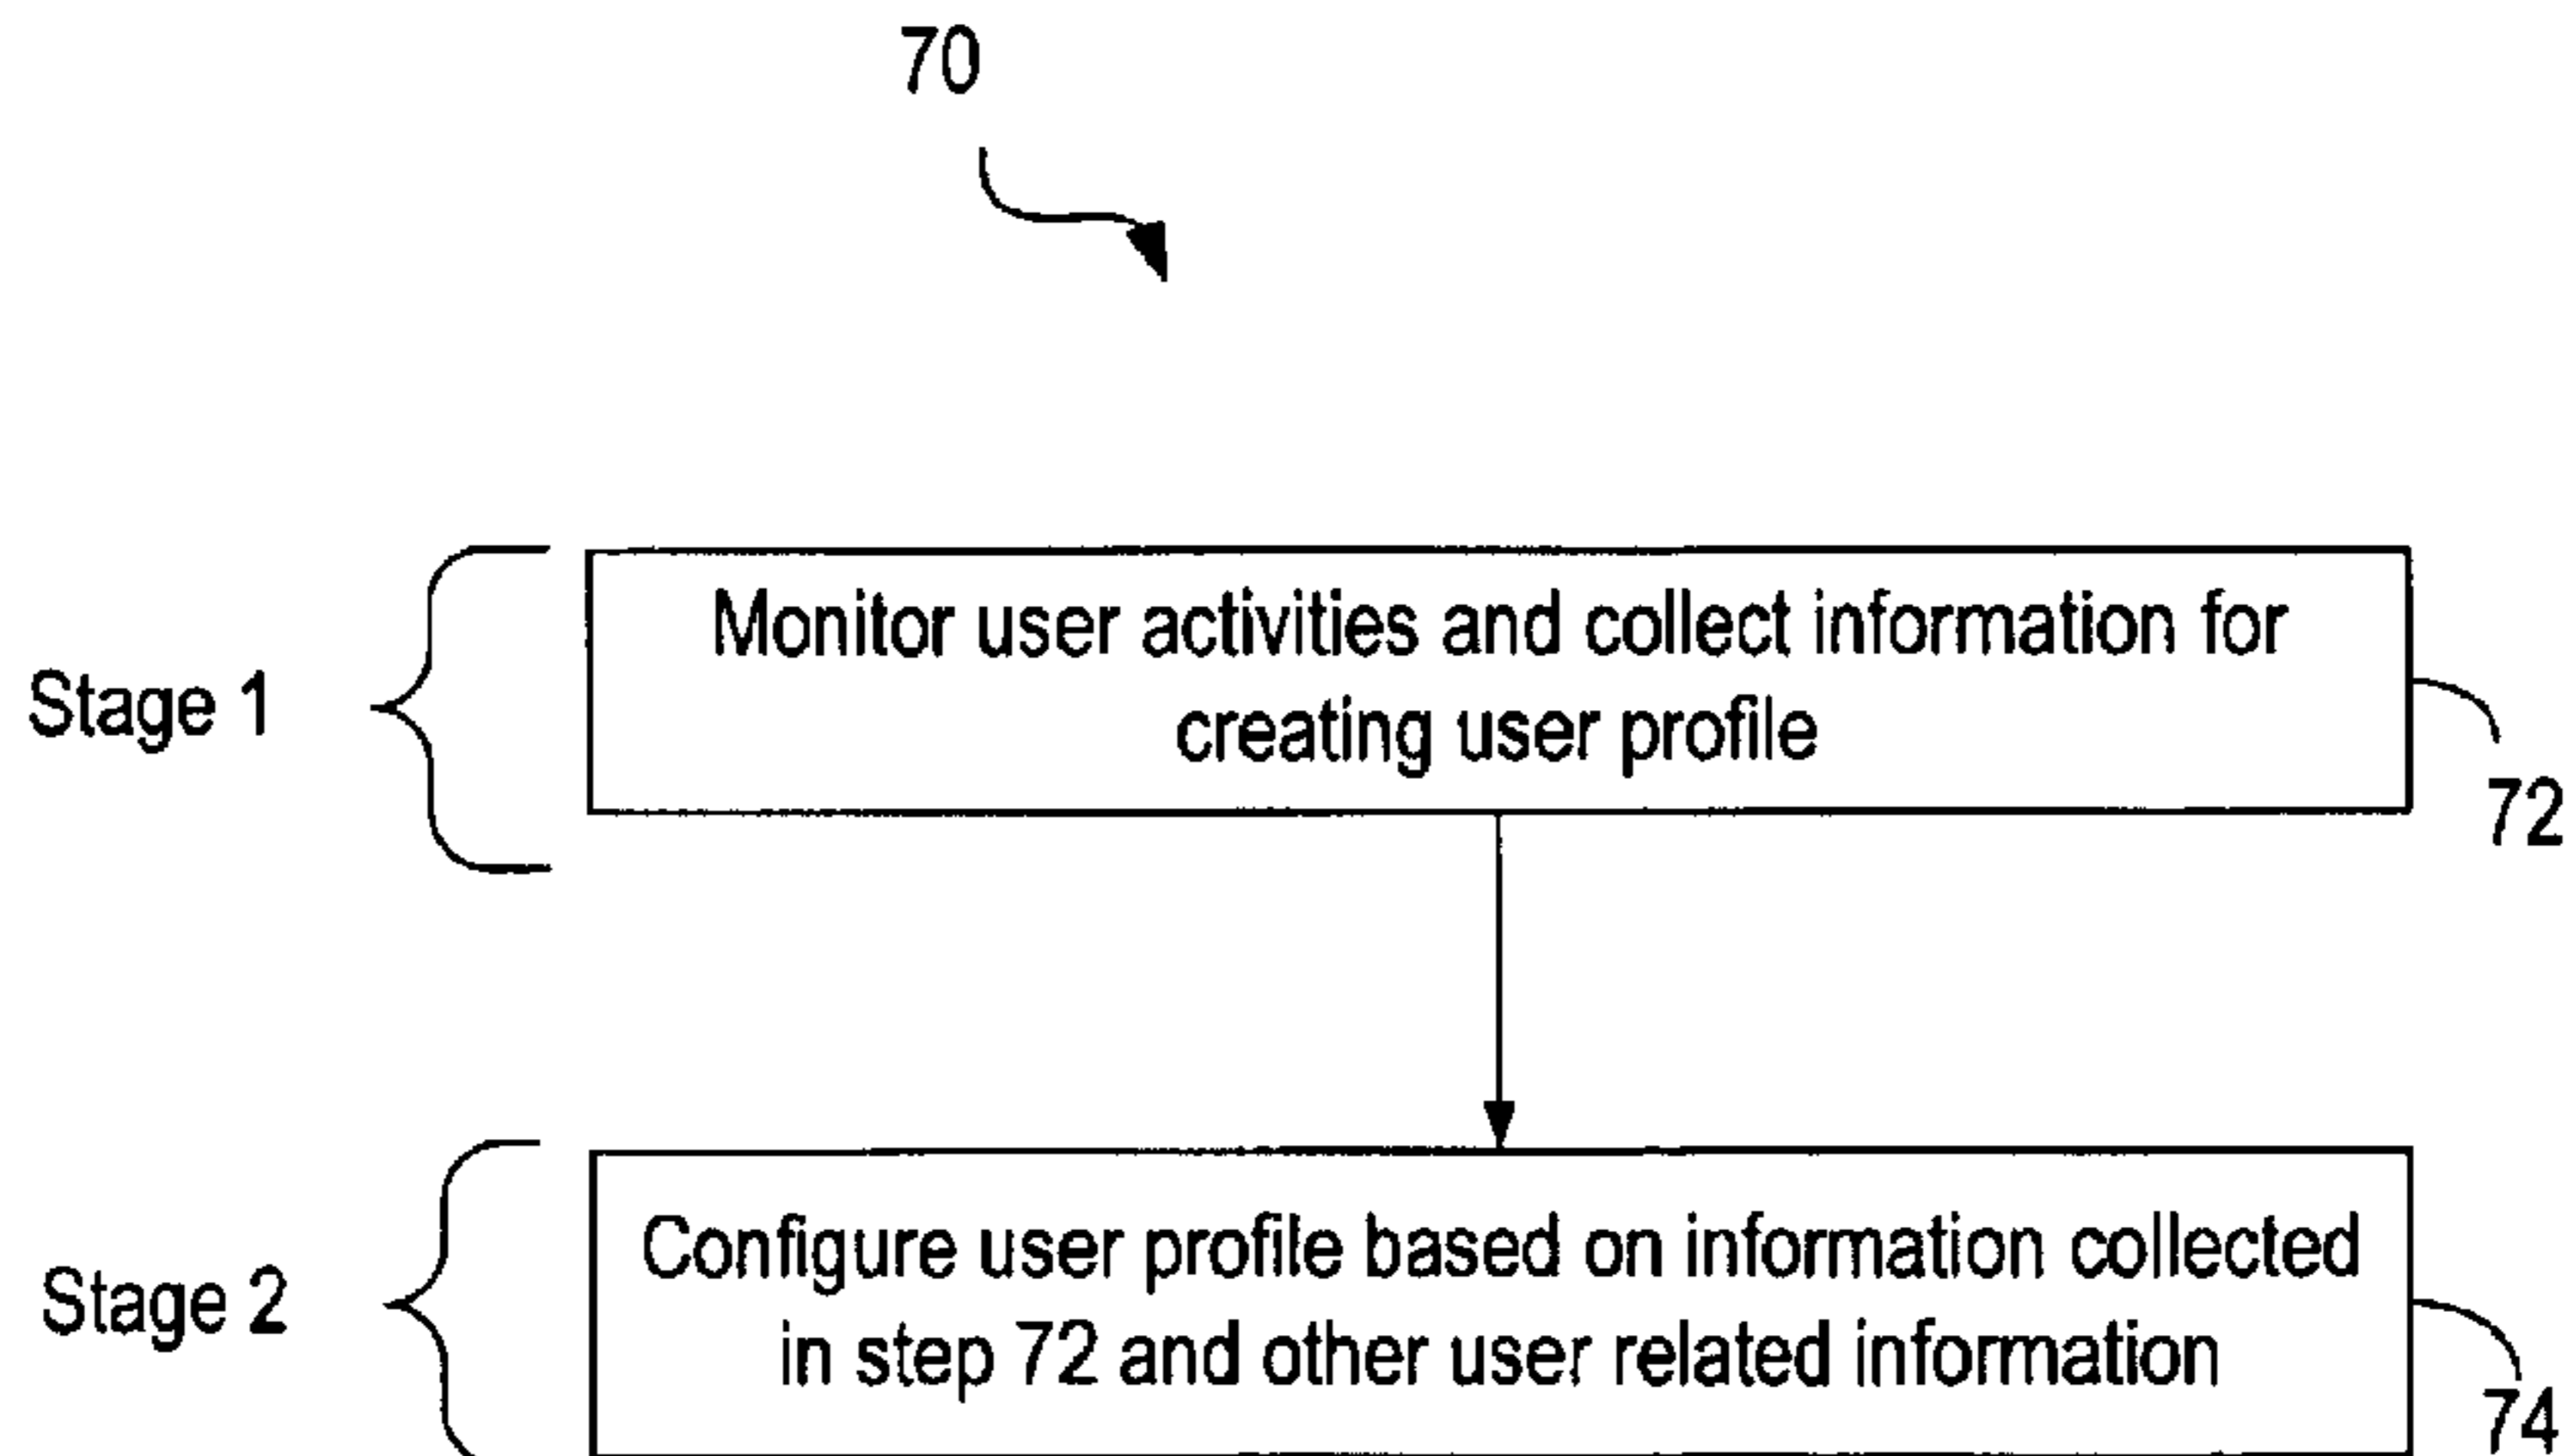 70
Monitor user activities and collect information for
creating user profile
Stage 1
72
Configure user profile based on information collected
in step 72 and other user related information
Stage 2
74